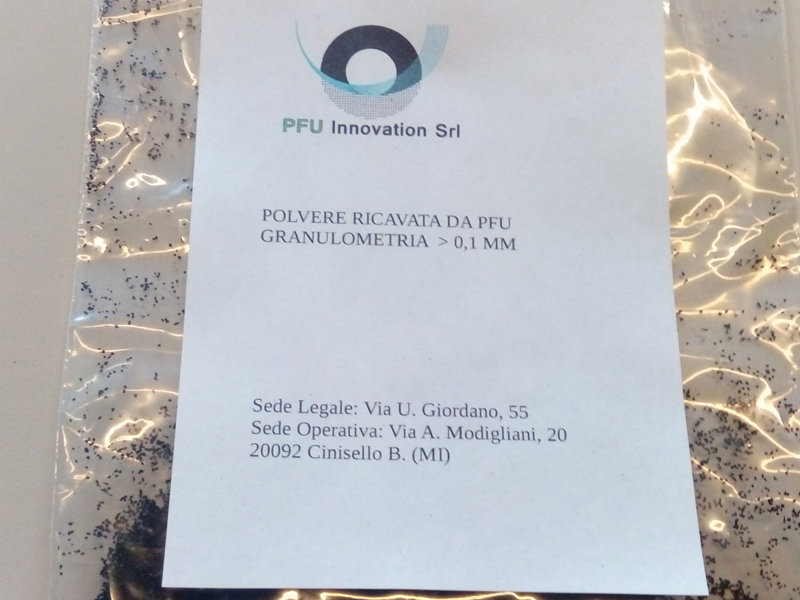 PFU Innovation Srl
POLVERE RICAVATA DA PFU
GRANULOMETRIA > 0,1 MM
Sede Legale: Via U. Giordano, 55
Sede Operativa: Via A. Modigliani, 20
20092 Cinisello B. (MI)